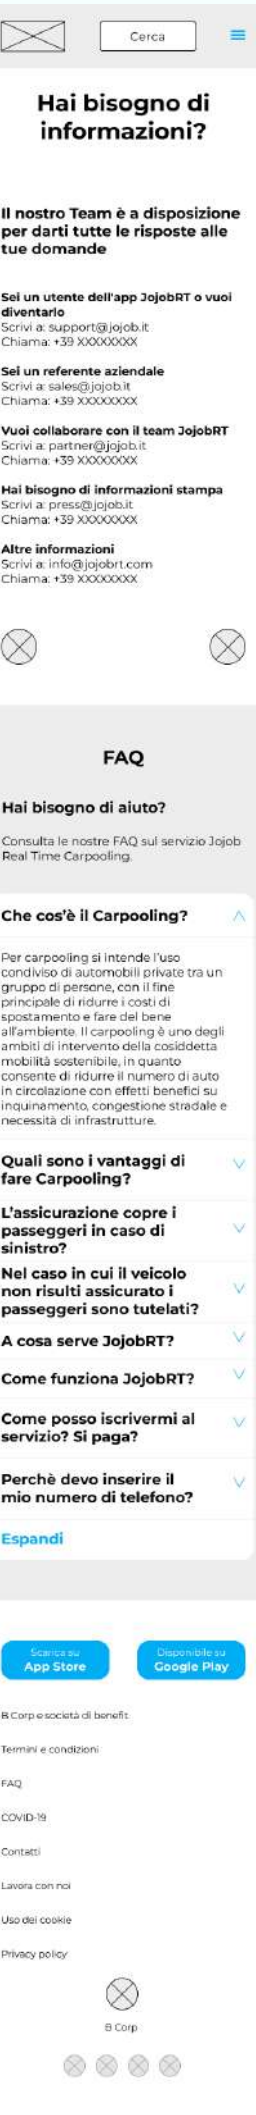 Cerca
Hai bisogno di
informazioni?
Il nostro Team è a disposizione
per darti tutte le risposte alle
tue domande
Sei un utente dell'app JojobRT o vuoi
diventarlo
Scrivi a: support@jojob.it
Chiama: +39 XXXXXXXX
Sei un referente aziendale
Scrivi a: sales@jojob.it
Chiama: +39 XXXXXXXX
Vuoi collaborare con il team JojobRT
Scrivi a: partner@jojob.it
Chiama: +39 XXXXXXXX
Hai bisogno di informazioni stampa
Scrivi a: press@jojob.it
Chiama: +39 XXXXXXXX
Altre informazioni
Scrivi a: info@jojobrt.com
Chiama: +39 XXXXXXXX
FAQ
Hai bisogno di aiuto?
Consulta le nostre FAQ sul servizio Jojob
Real Time Carpooling.
Che cos'è il Carpooling?
Per carpooling si intende l'uso
condiviso di automobili private tra un
gruppo di persone, con il fine
principale di ridurre i costi di
spostamento e fare del bene
all'ambiente. Il carpooling è uno degli
ambiti di intervento della cosiddetta
mobilità sostenibile, in quanto
consente di ridurre il numero di auto
in circolazione con effetti benefici su
inquinamento, congestione stradale e
necessità di infrastrutture.
Quali sono i vantaggi di
fare Carpooling?
L'assicurazione copre i
passeggeri in caso di
sinistro?
Nel caso in cui il veicolo
non risulti assicurato i
passeggeri sono tutelati?
A cosa serve JojobRT?
Come funziona JojobRT?
Come posso iscrivermi al
servizio? Si paga?
Perchè devo inserire il
mio numero di telefono?
Espandi
Scarica su
App Store
Disponibile su
Google Play
B Corp e società di benefit
Termini e condizioni
FAQ
COVID-19
Contatti
Lavora con noi
Uso dei cookie
Privacy policy
B Corp